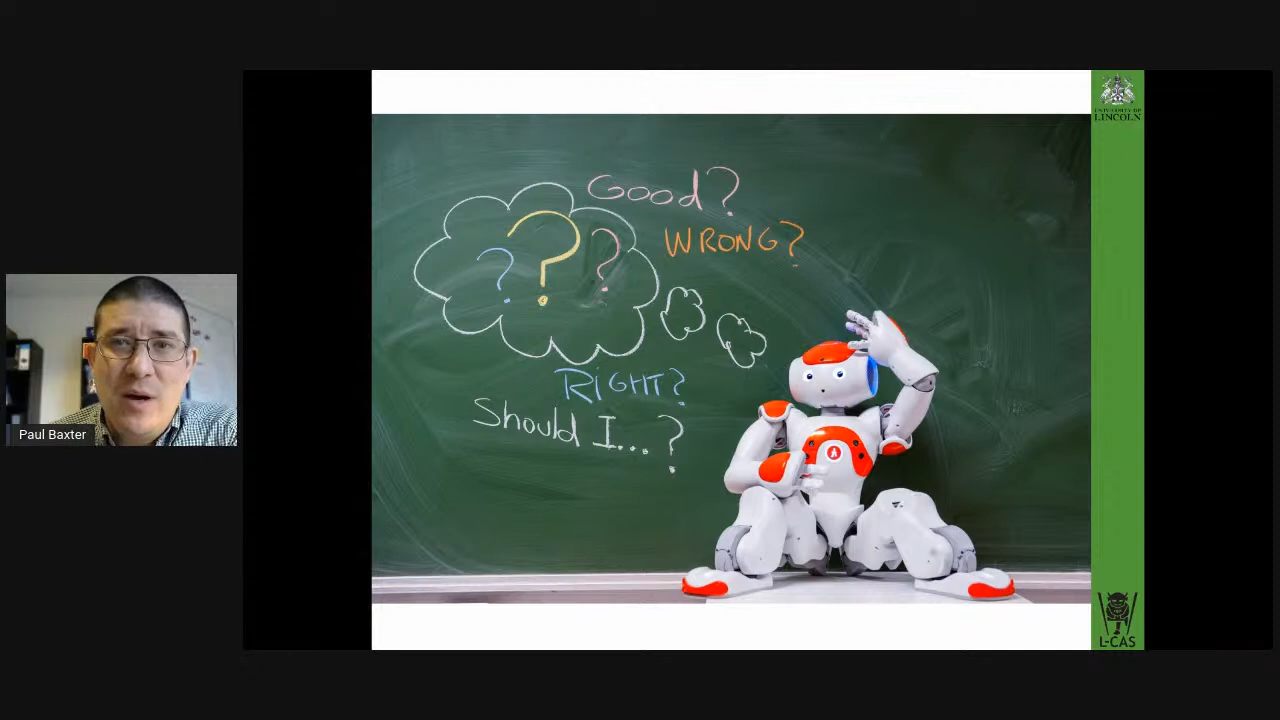 UNIVERSITY OF
LINCOLN
Good?
WRONG?
? ? ?
RiGHT?
Should I...?
Paul Baxter
L-CAS